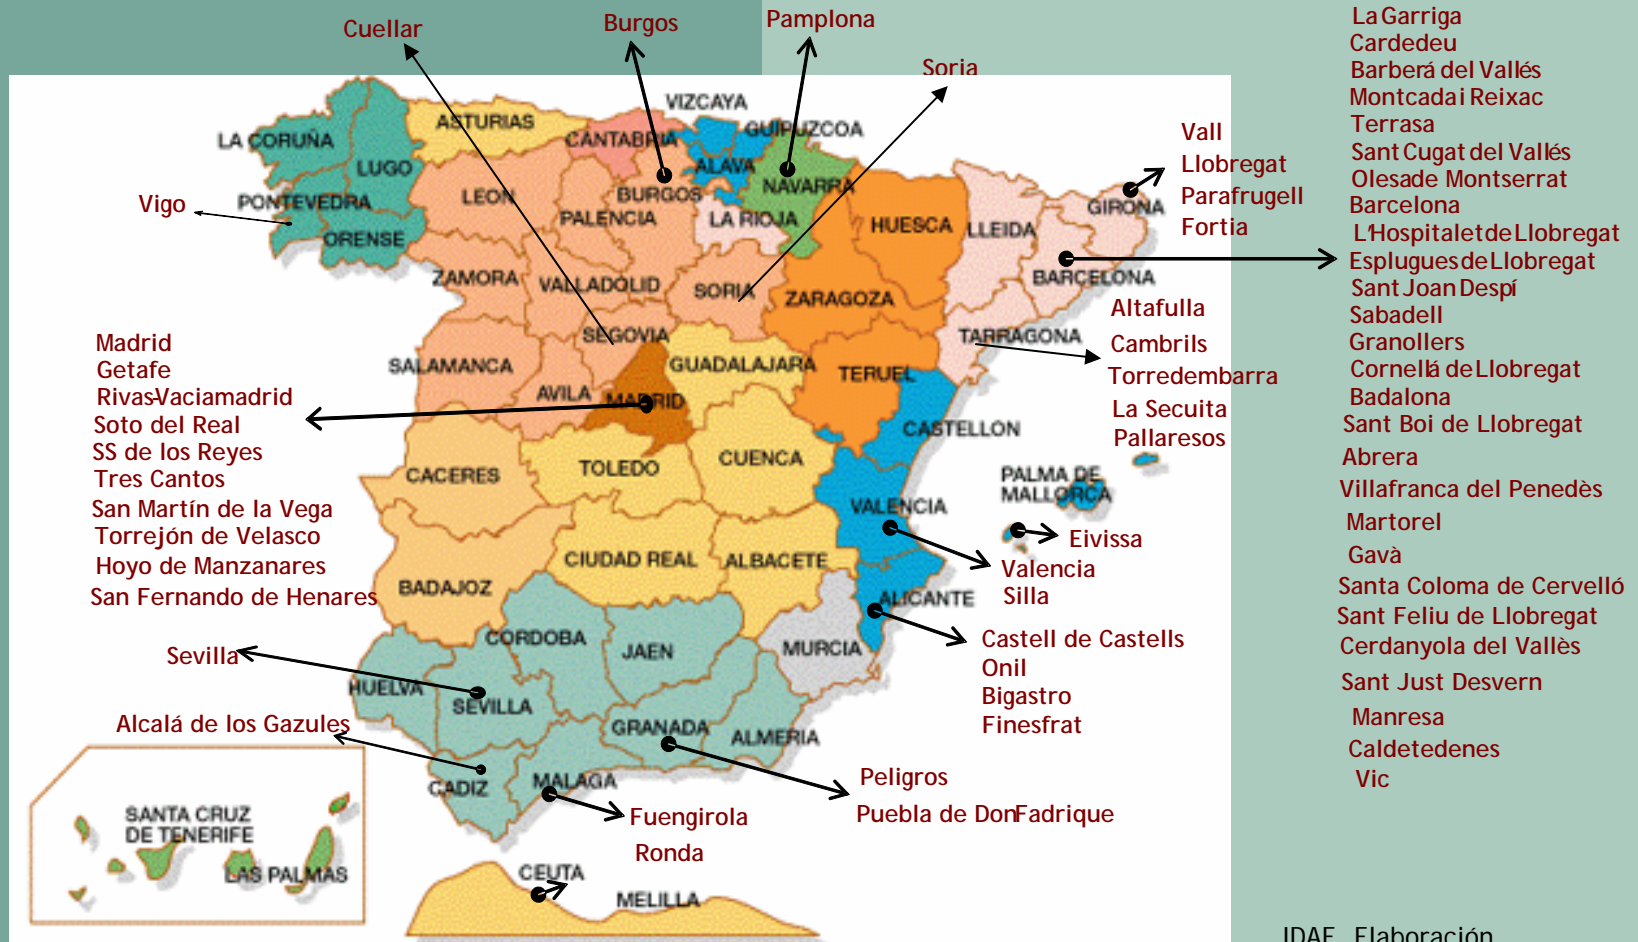 Cuellar
Burgos
Pamplona
Soria
Vigo
Madrid
Getafe
Rivas-Vaciamadrid
Soto del Real
SS de los Reyes
Tres Cantos
San Martín de la Vega
Torrejón de Velasco
Hoyo de Manzanares
San Fernando de Henares
Sevilla
Alcalá de los Gazules
LA CORUÑA
LUGO
PONTEVEDRA
ORENSE
ASTURIAS
CANTABRIA
VIZCAYA
GUIPUZCOA
ALAVA
NAVARRA
LEON
PALENCIA
BURGOS
LA RIOJA
HUESCA
LLEIDA
GIRONA
BARCELONA
ZAMORA
VALLADOLID
SORIA
ZARAGOZA
TARRAGONA
SEGOVIA
SALAMANCA
AVILA
MADRID
GUADALAJARA
TERUEL
CASTELLON
CACERES
TOLEDO
CUENCA
VALENCIA
PALMA DE
MALLORCA
BADAJOZ
CIUDAD REAL
ALBACETE
ALICANTE
MURCIA
CORDOBA
JAEN
HUELVA
SEVILLA
GRANADA
ALMERIA
CADIZ
MALAGA
SANTA CRUZ
DE TENERIFE
LAS PALMAS
CEUTA
MELILLA
Vall
Llobregat
Parafrugell
Fortia
Altafulla
Cambrils
Torredembarra
La Secuita
Pallaresos
Eivissa
Valencia
Silla
Castell de Castells
Onil
Bigastro
Finesfrat
Peligros
Puebla de Don Fadrique
Fuengirola
Ronda
La Garriga
Cardedeu
Barberá del Vallés
Montcada i Reixac
Terrasa
Sant Cugat del Vallés
Olesa de Montserrat
Barcelona
L'Hospitalet de Llobregat
Esplugues de Llobregat
Sant Joan Despí
Sabadell
Granollers
Cornellá de Llobregat
Badalona
Sant Boi de Llobregat
Abrera
Villafranca del Penedès
Martorel
Gavà
Santa Coloma de Cervelló
Sant Feliu de Llobregat
Cerdanyola del Vallès
Sant Just Desvern
Manresa
Caldetedenes
Vic
IDAE Elaboración